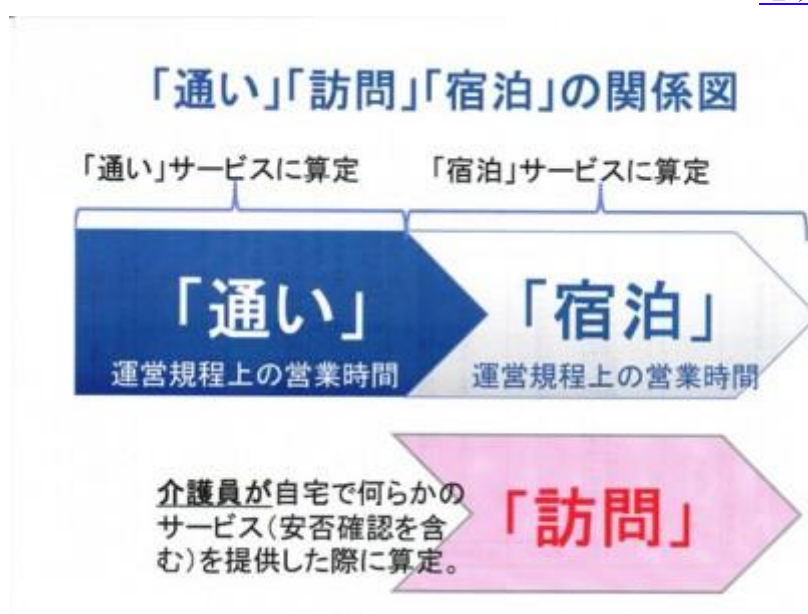 「通い」「訪問」「宿泊」の関係図
「通い」サービスに算定
「宿泊」サービスに算定
「通い」
運営規程上の営業時間
「宿泊」
運営規程上の営業時間
介護員が自宅で何らかの
サービス（安否確認を含
む）を提供した際に算定。
「訪問」